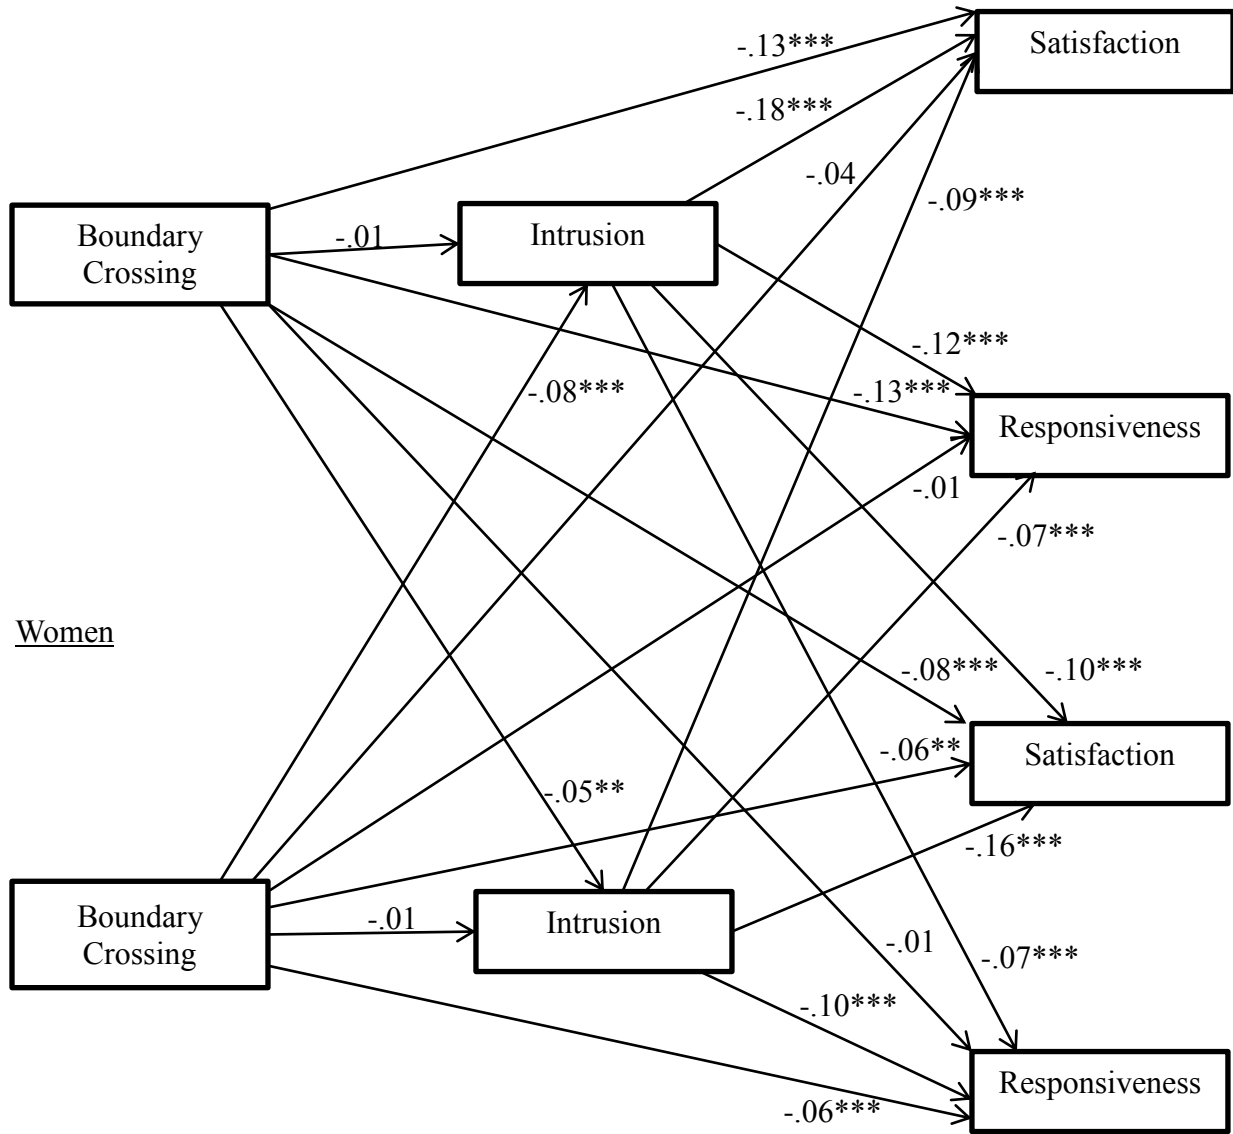 -.13***
Satisfaction
-.18***
-.04
-.09***
Boundary
Crossing
-.01
Intrusion
-.12***
-.08***
-.13***
Responsiveness
-.01
-.07***
Women
-.08***
-.10***
-.06**
Satisfaction
-.05**
-.16***
Boundary
Crossing
-.01
Intrusion
-.01
-.07***
-.10***
Responsiveness
-.06***